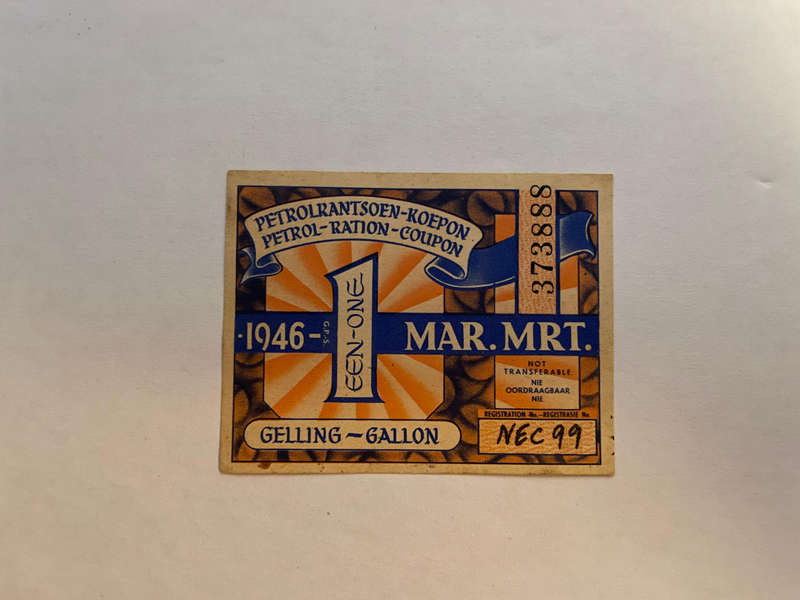 PETROLRANTSOEN-KOEPON
PETROL-RATION-COUPON
373888
·1946-
G.P.-S.
1
EEN-ONE
MAR. MRT.
NOT
TRANSFERABLE
NIE
OORDRAAGBAAR
NIE.
REGISTRATION No.-REGISTRASIE No.
NEC 99
GELLING ~ GALLON